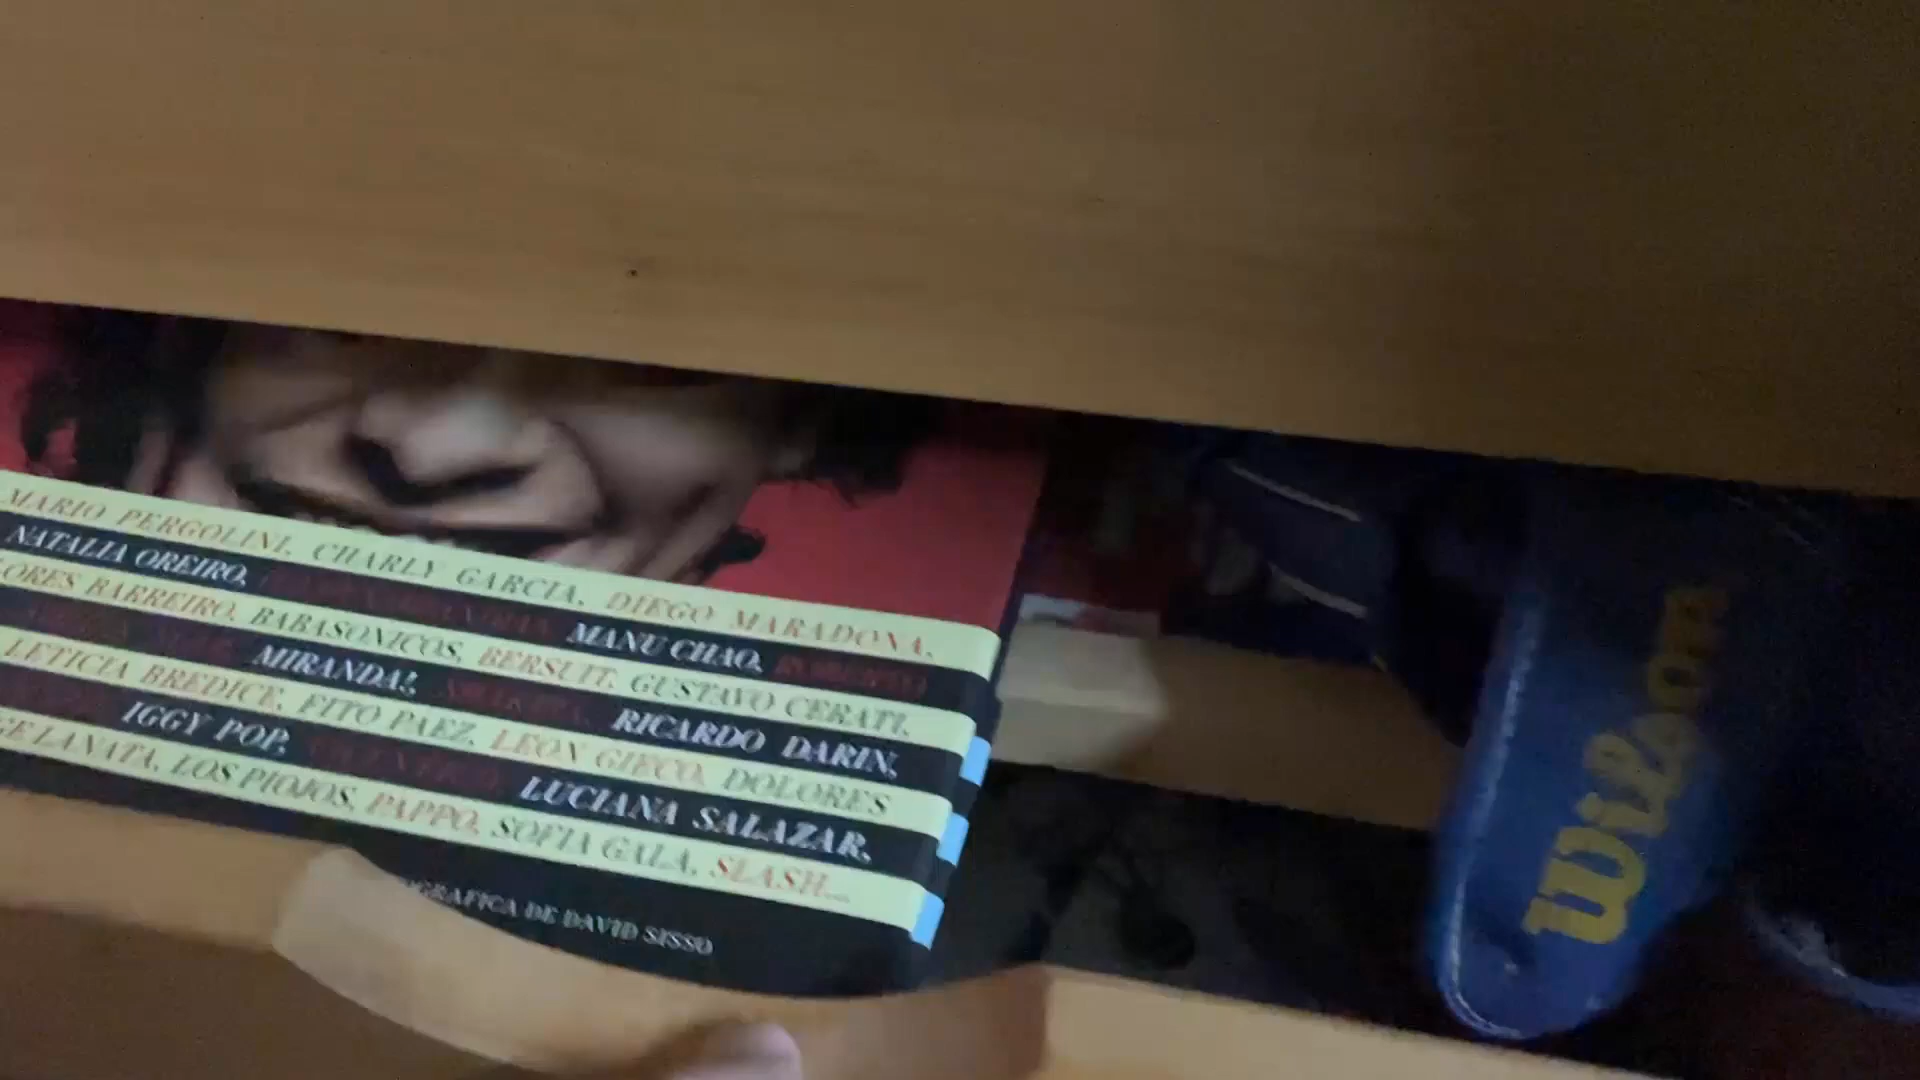 MARIO PERGOLINI, CHARLY GARCIA, DIEGO MARADONA,
NATALIA OREIRO, MANU CHAO,
BARREIRO, BABASONICOS, BERSUIT, GUSTAVO CERATI,
MIRANDA!, RICARDO DARIN,
LETICIA BREDICE, FITO PAEZ, LEON GIECO, DOLORES
IGGY POP, LUCIANA SALAZAR,
LANATA, LOS PIOJOS, PAPPO, SOFIA GALA, SLASH...
GRAFICA DE DAVID SISSO
Wilson